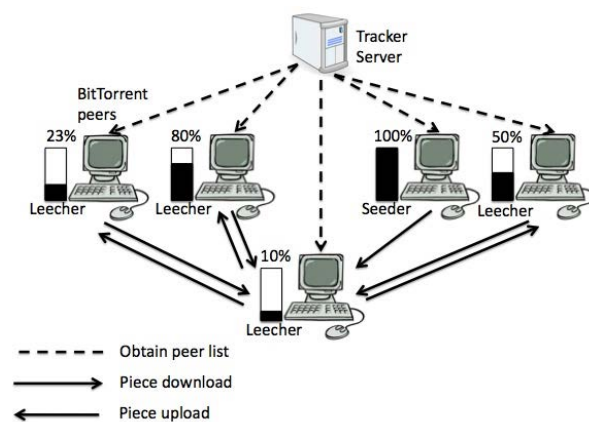 Tracker
Server
BitTorrent
peers
23%
80%
100%
50%
Leecher
Leecher
Seeder
Leecher
10%
Leecher
Obtain peer list
Piece download
Piece upload